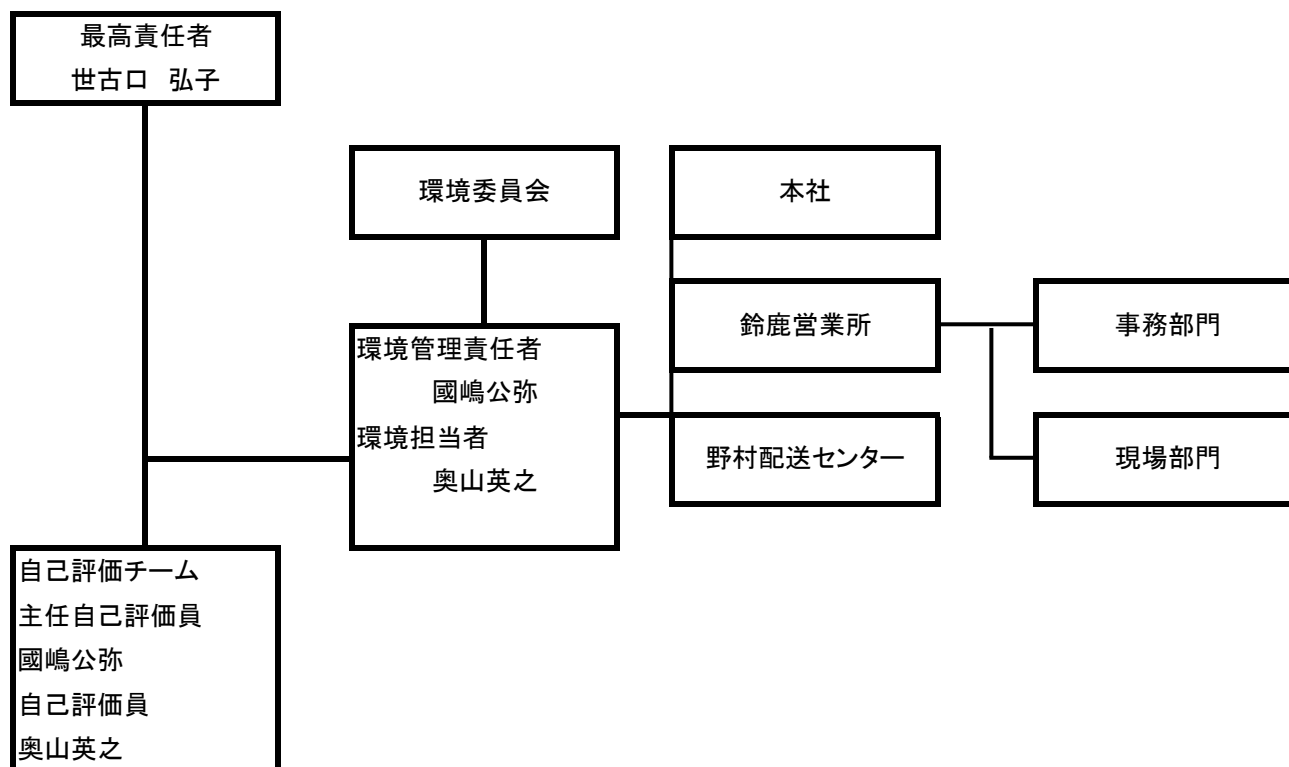 最高責任者
世古口 弘子
環境委員会
本社
鈴鹿営業所
事務部門
環境管理責任者
國嶋公弥
環境担当者
奥山英之
野村配送センター
現場部門
自己評価チーム
主任自己評価員
國嶋公弥
自己評価員
奥山英之